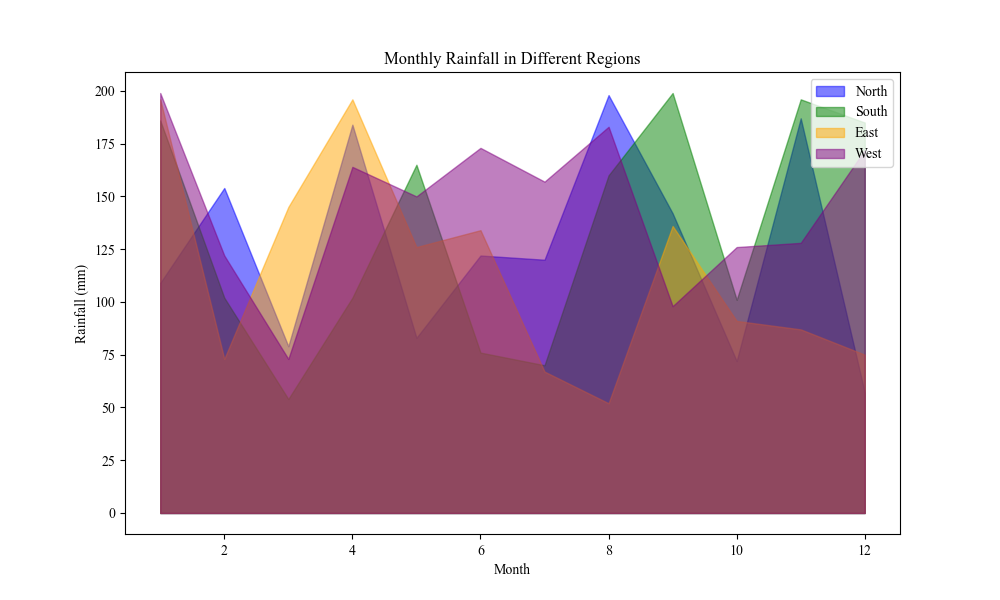 Monthly Rainfall in Different Regions
North
South
East
West
Rainfall (mm)
200
175
150
125
100
75
50
25
0
2 4 6 8 10 12
Month